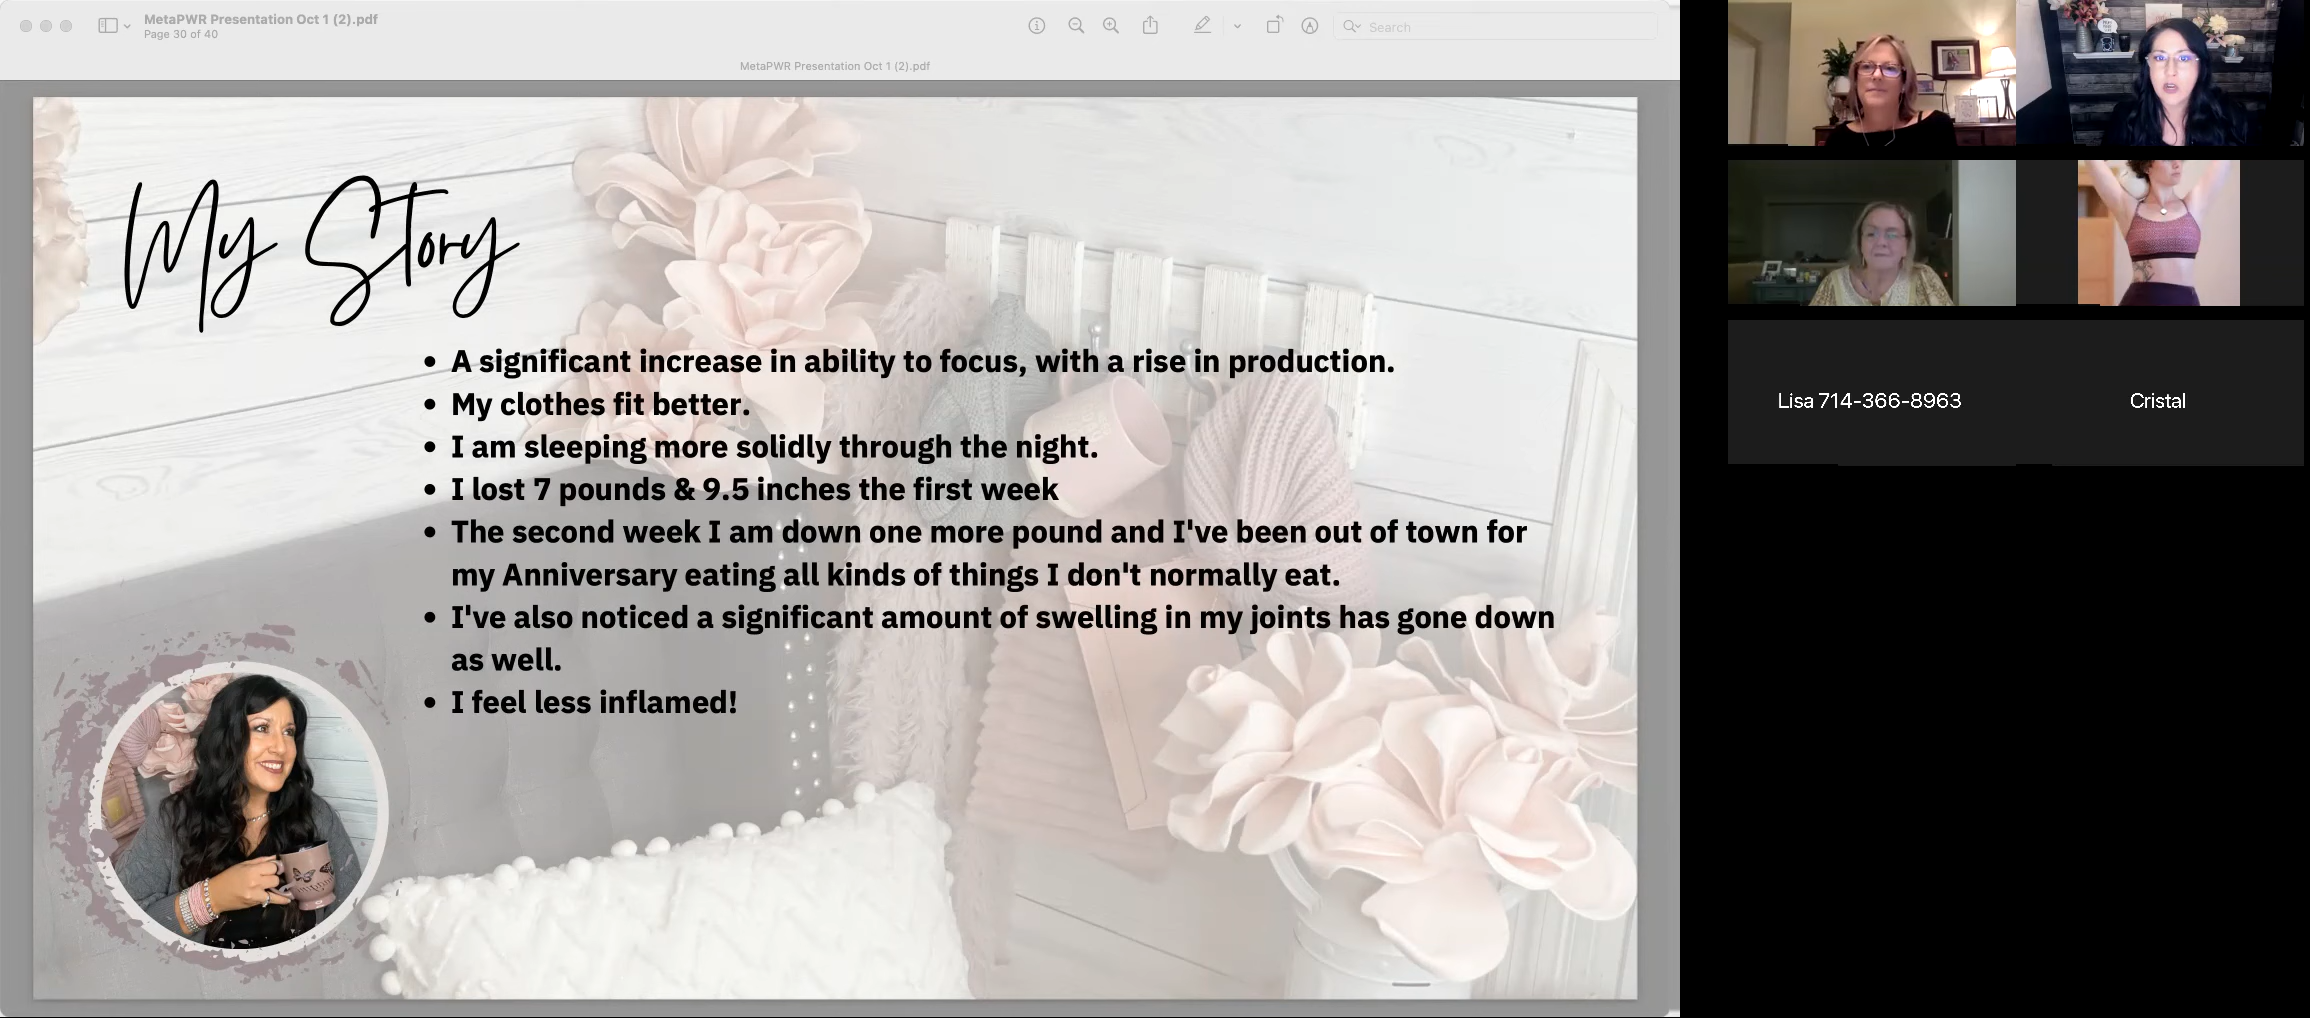 MetaPWR Presentation Oct 1 (2).pdf
Page 30 of 40
Search
MetaPWR Presentation Oct 1 (2).pdf
My Story
• A significant increase in ability to focus, with a rise in production.
• My clothes fit better.
• I am sleeping more solidly through the night.
• I lost 7 pounds & 9.5 inches the first week
• The second week I am down one more pound and I've been out of town for
my Anniversary eating all kinds of things I don't normally eat.
• I've also noticed a significant amount of swelling in my joints has gone down
as well.
• I feel less inflamed!
Lisa 714-366-8963
Cristal